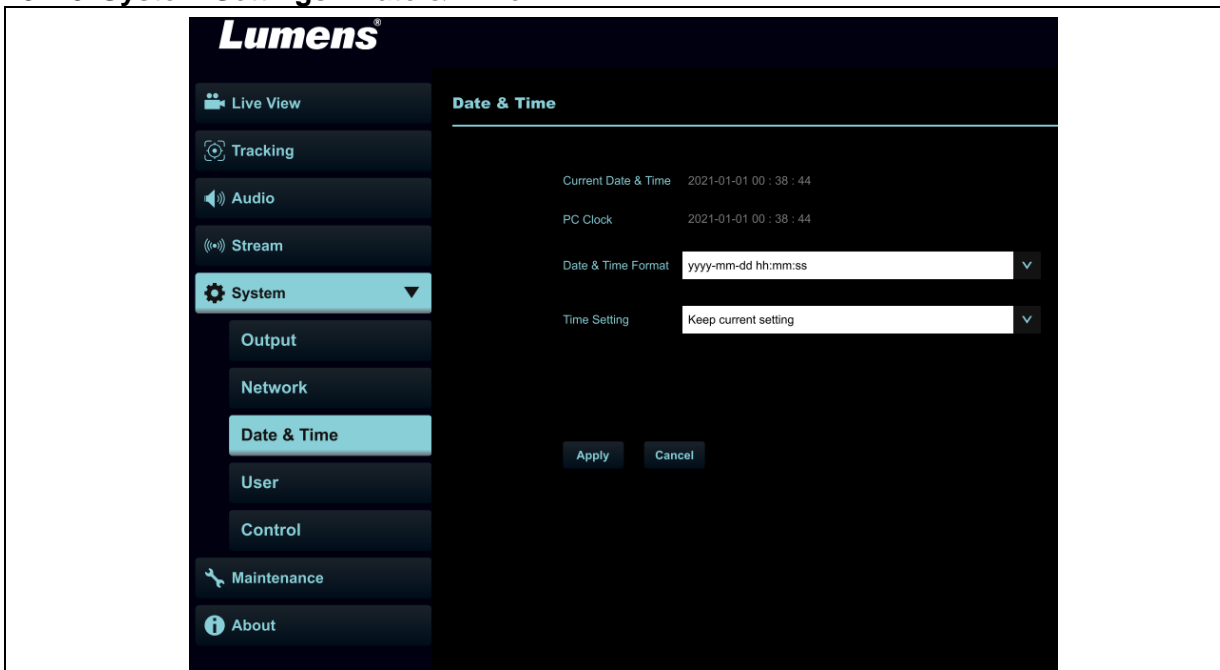 Lumens®
Live View
Tracking
Audio
Stream
System
Output
Network
Date & Time
User
Control
Maintenance
About
Date & Time
Current Date & Time 2021-01-01 00 : 38 : 44
PC Clock 2021-01-01 00 : 38 : 44
Date & Time Format yyyy-mm-dd hh:mm:ss
Time Setting Keep current setting
Apply Cancel